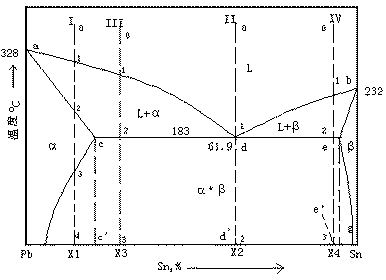 I III II IV
a a a a
328 a
L
1 1 1 1 b
232
2 L+α L+β
183
α c 2 61.9 d 2 e β
3
α * β
e'
4 c' 3 d' 2 3 g
Pb X1 X3 X2 X4 Sn
Sn,%
温度℃